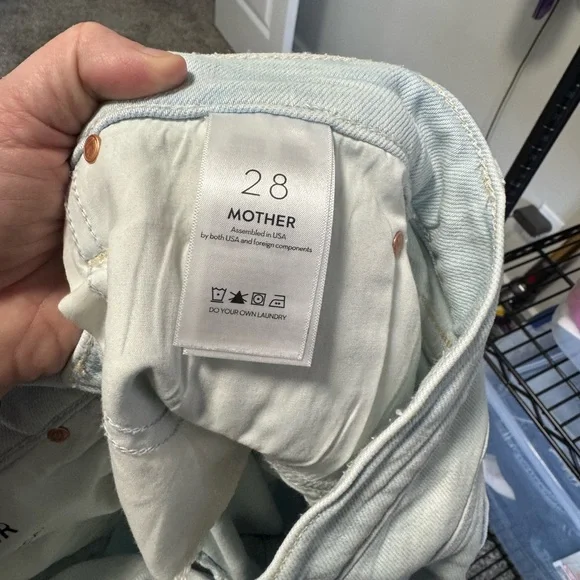 28
MOTHER
Assembled in USA
by both USA and foreign components
DO YOUR OWN LAUNDRY